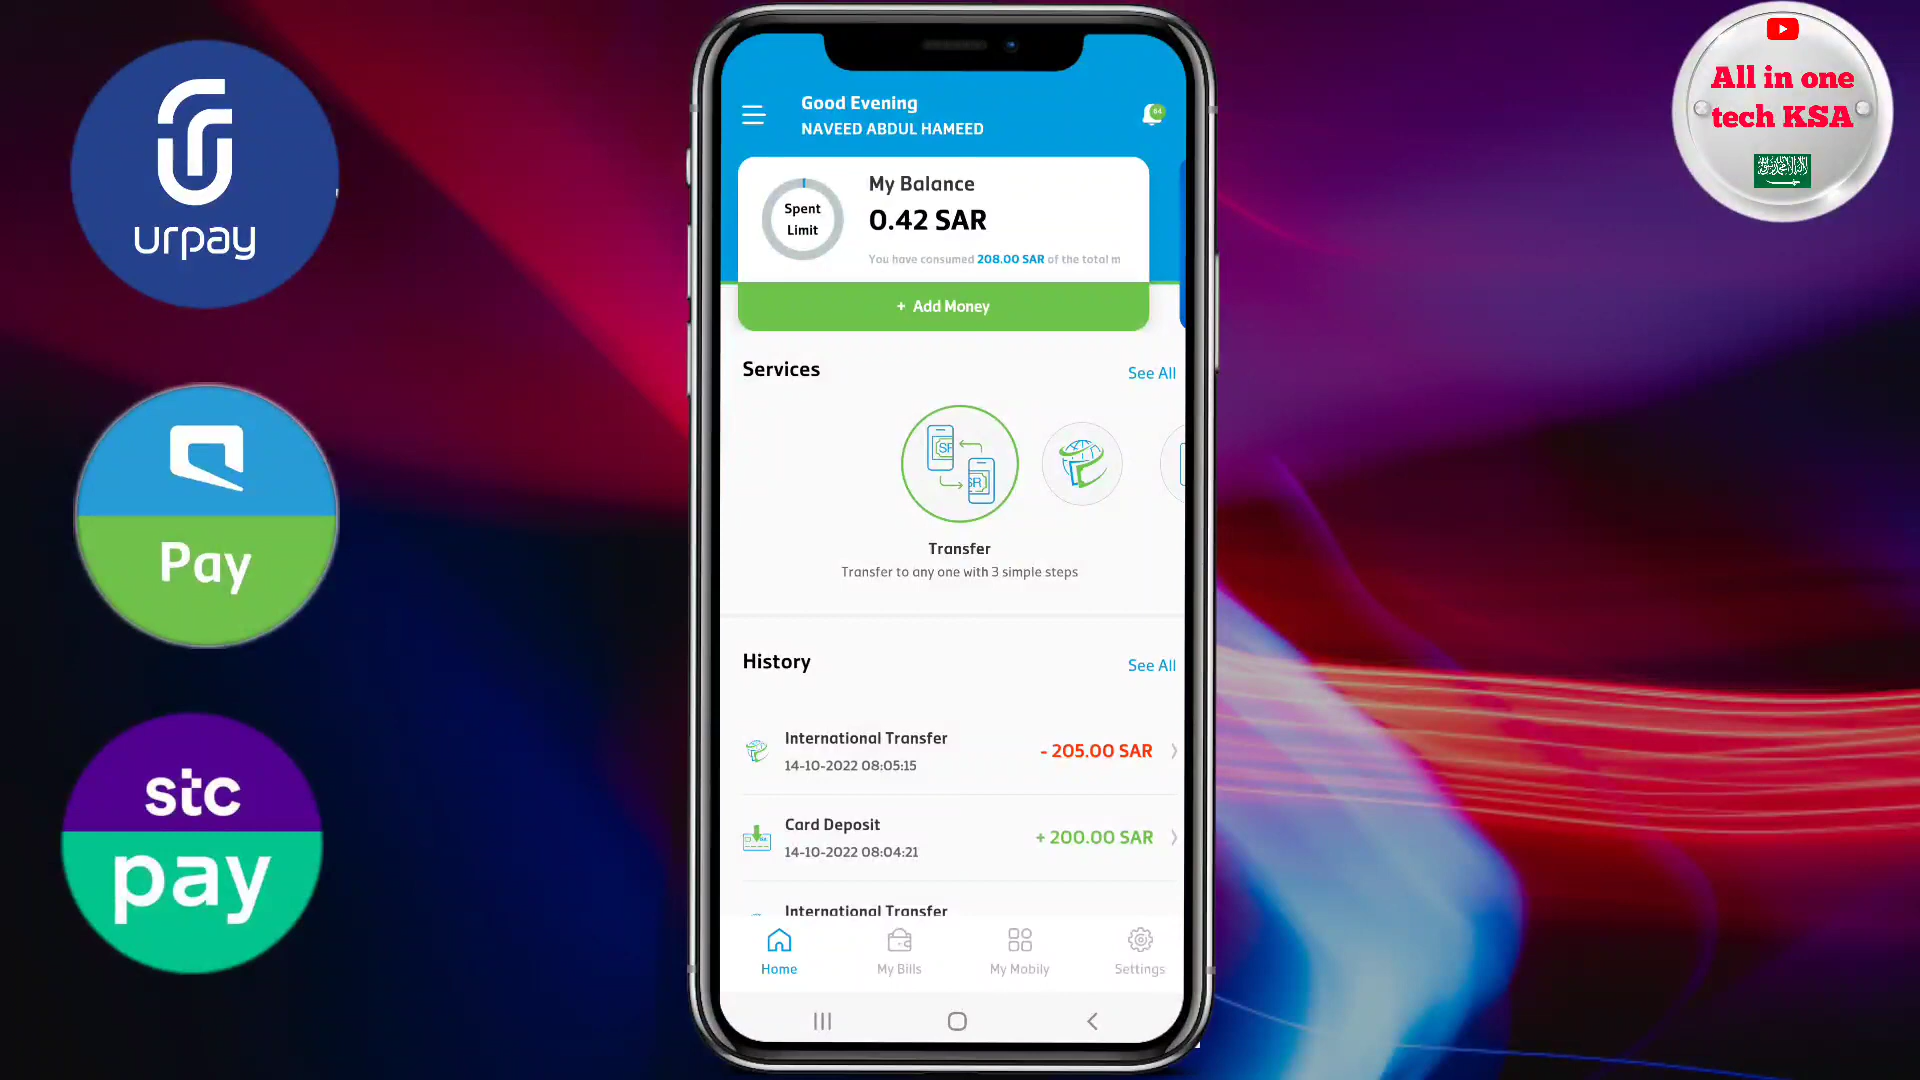 urpay
Pay
stc
pay
Good Evening
NAVEED ABDUL HAMEED
64
Spent
Limit
My Balance
0.42 SAR
You have consumed 208.00 SAR of the total m
+ Add Money
Services
See All
SR
SR
Transfer
Transfer to any one with 3 simple steps
History
See All
International Transfer
- 205.00 SAR
14-10-2022 08:05:15
Card Deposit
+ 200.00 SAR
14-10-2022 08:04:21
International Transfer
Home
My Bills
My Mobily
Settings
All in one
tech KSA